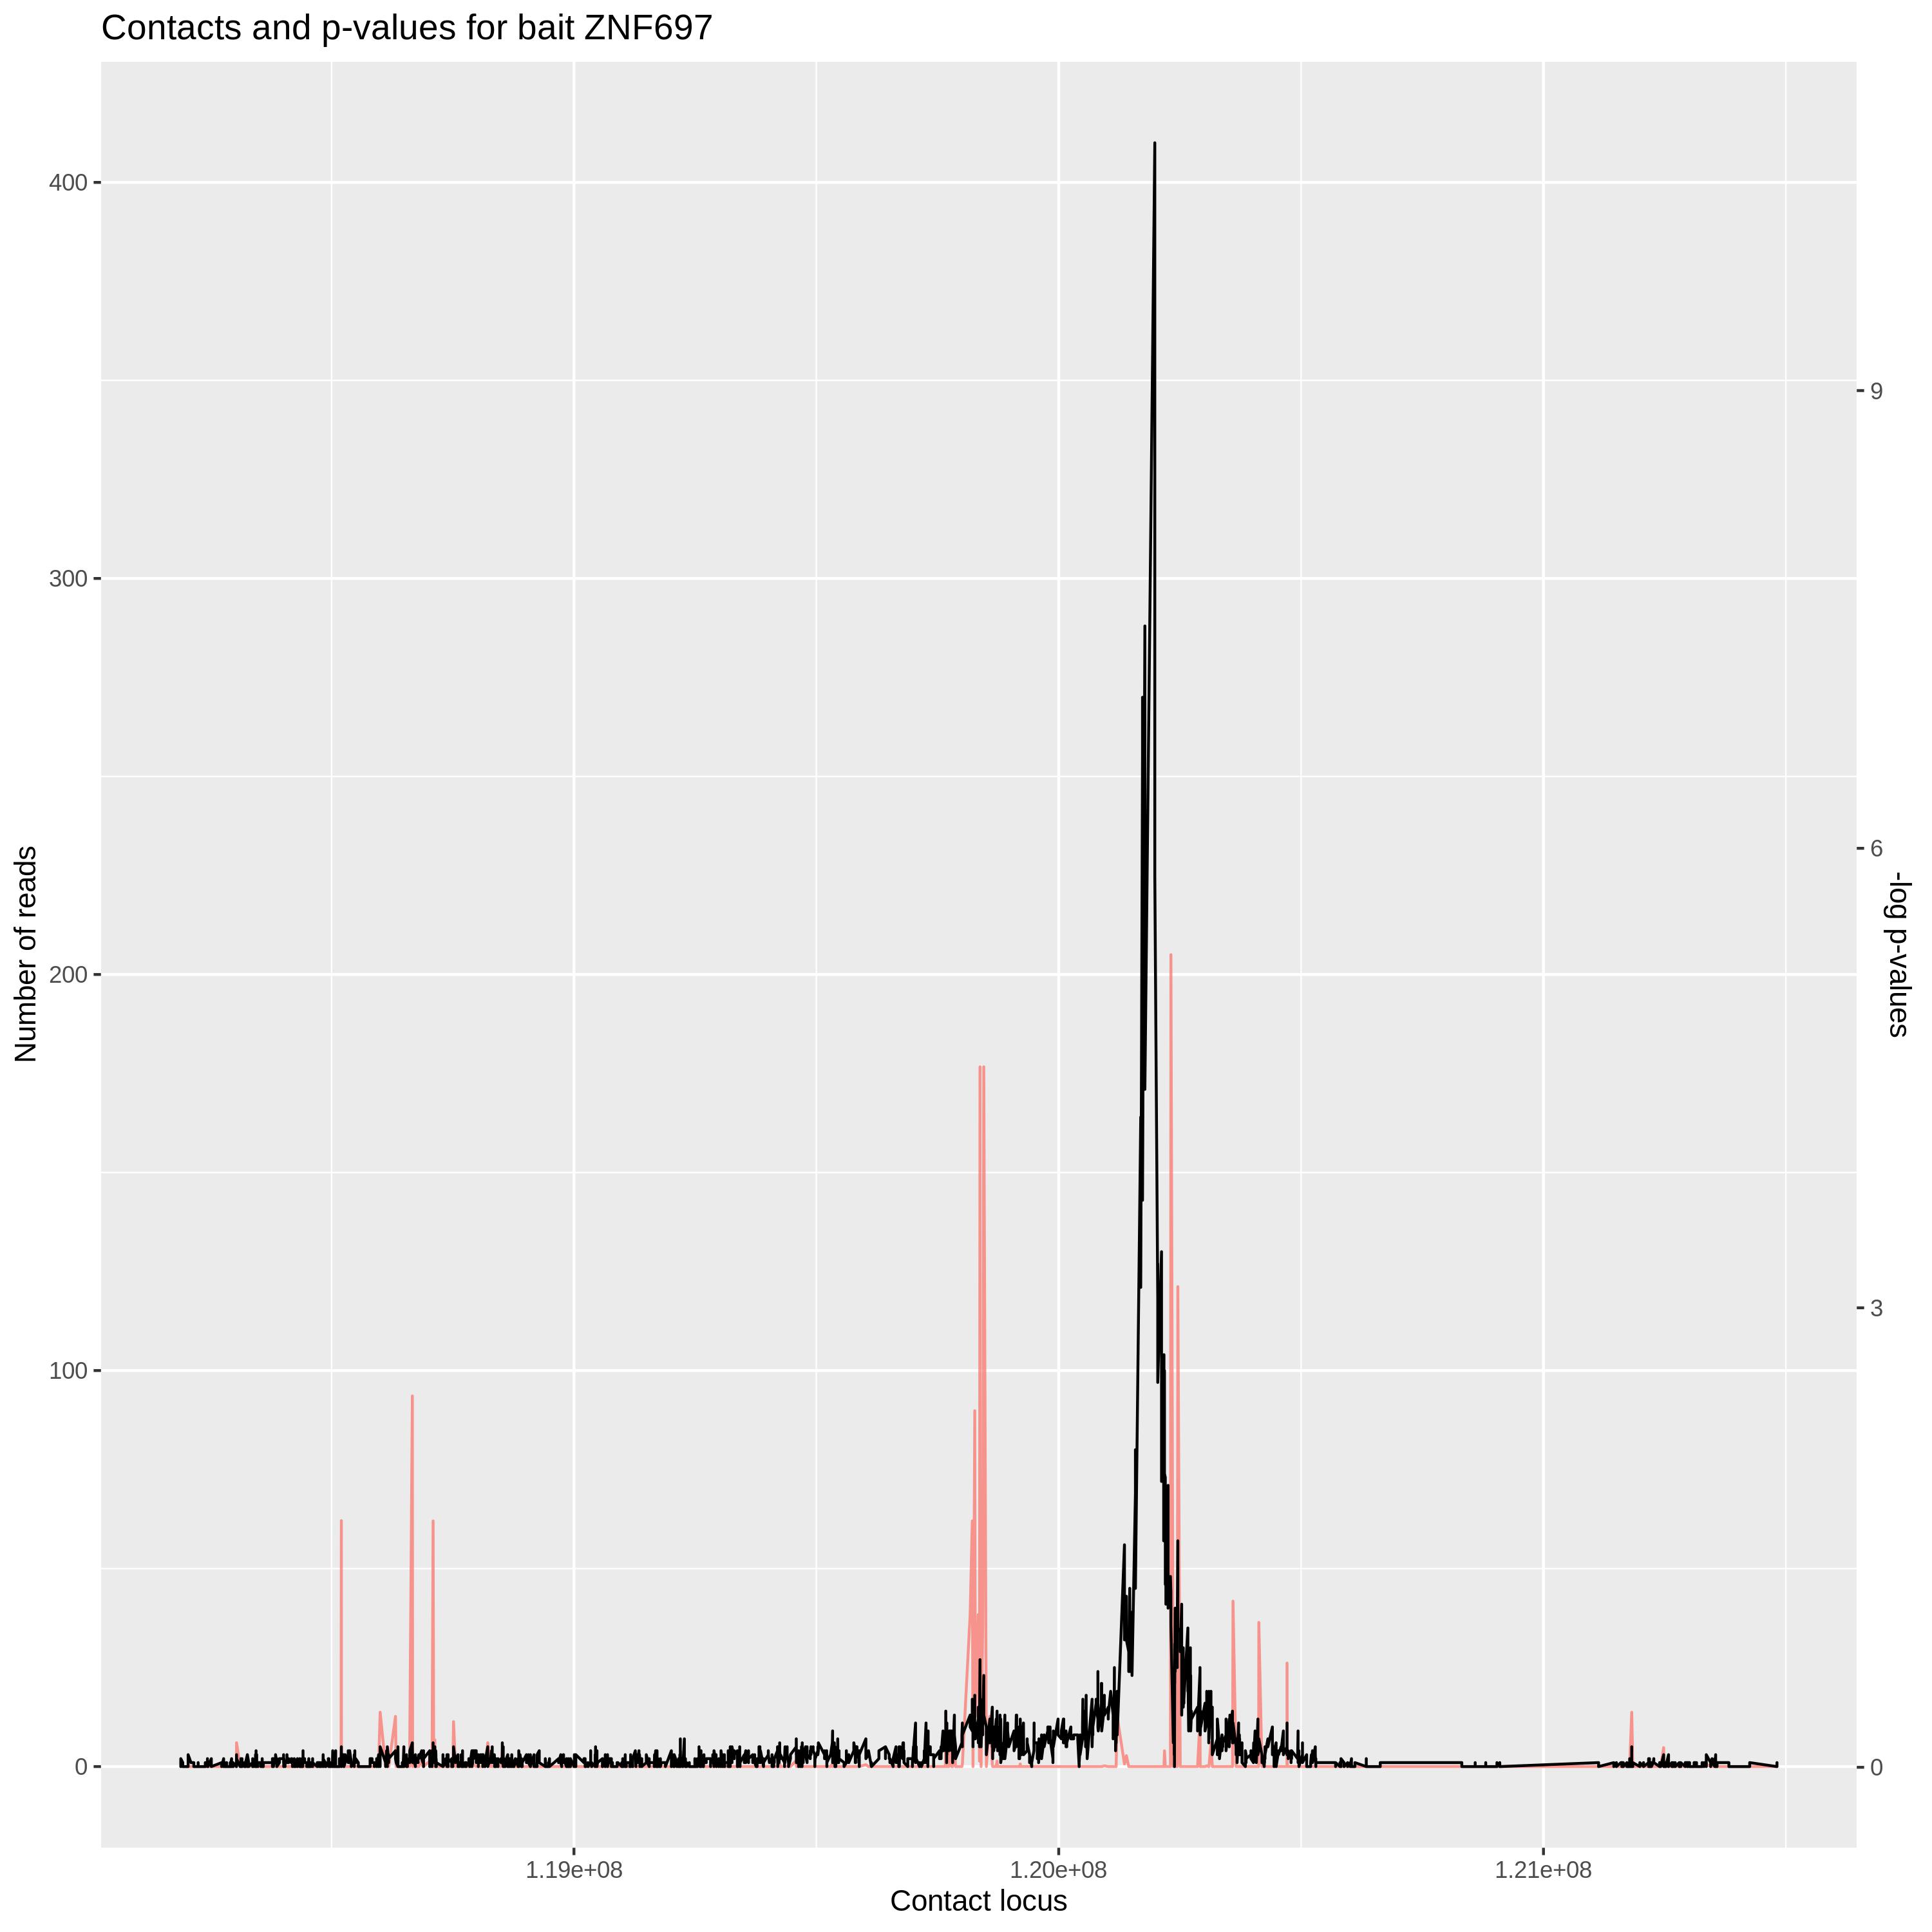 Contacts and p-values for bait ZNF697
400
300
200
100
0
Number of reads
9
6
3
0
-log p-values
1.19e+08
1.20e+08
1.21e+08
Contact locus